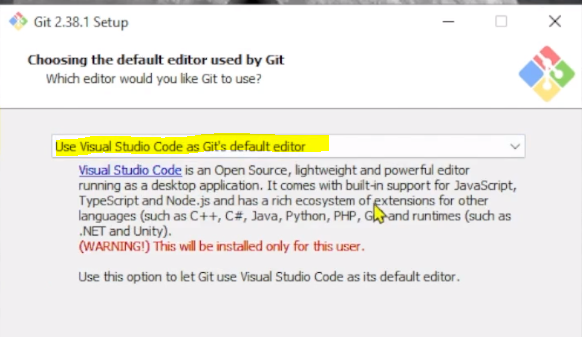 Git 2.38.1 Setup
Choosing the default editor used by Git
Which editor would you like Git to use?
Use Visual Studio Code as Git's default editor
Visual Studio Code is an Open Source, lightweight and powerful editor
running as a desktop application. It comes with built-in support for JavaScript,
TypeScript and Node.js and has a rich ecosystem of extensions for other
languages (such as C++, C#, Java, Python, PHP, and runtimes (such as
.NET and Unity).
(WARNING!) This will be installed only for this user.
Use this option to let Git use Visual Studio Code as its default editor.